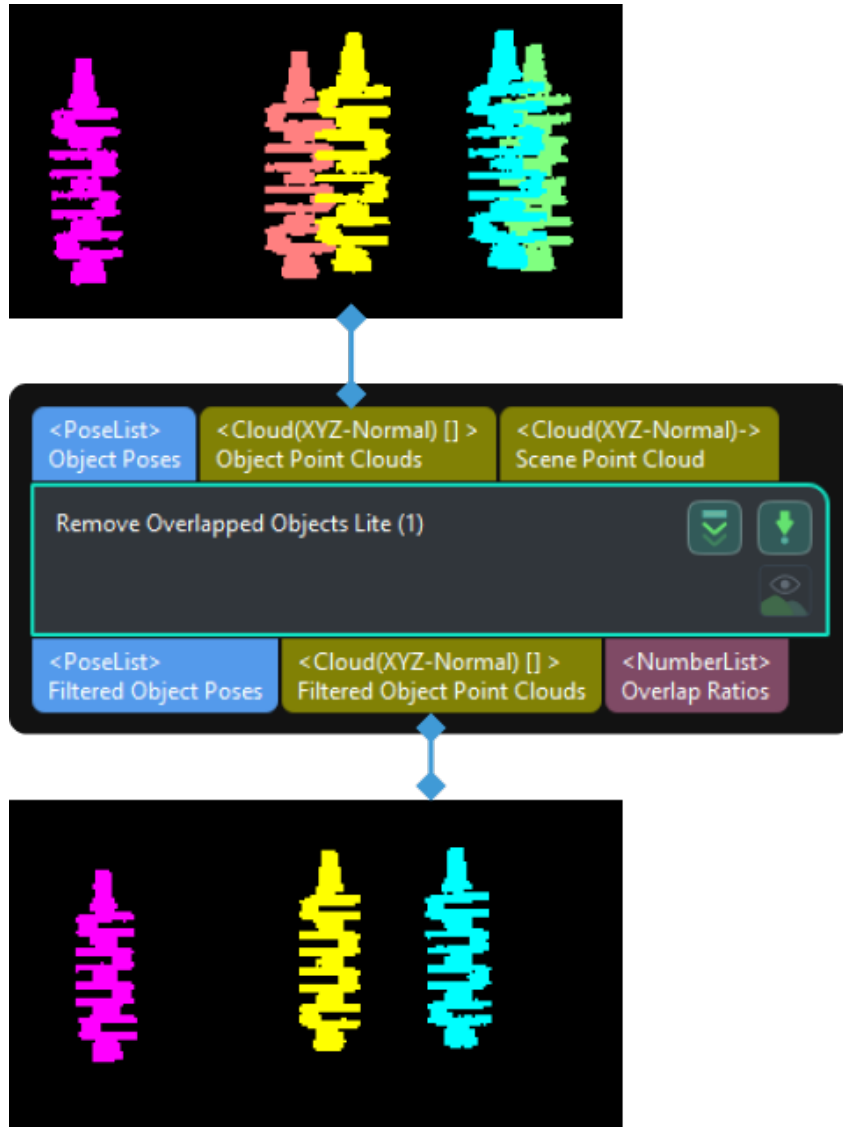 <PoseList>
Object Poses
<Cloud(XYZ-Normal) [] >
Object Point Clouds
<Cloud(XYZ-Normal)->
Scene Point Cloud
Remove Overlapped Objects Lite (1)
<PoseList>
Filtered Object Poses
<Cloud(XYZ-Normal) [] >
Filtered Object Point Clouds
<NumberList>
Overlap Ratios